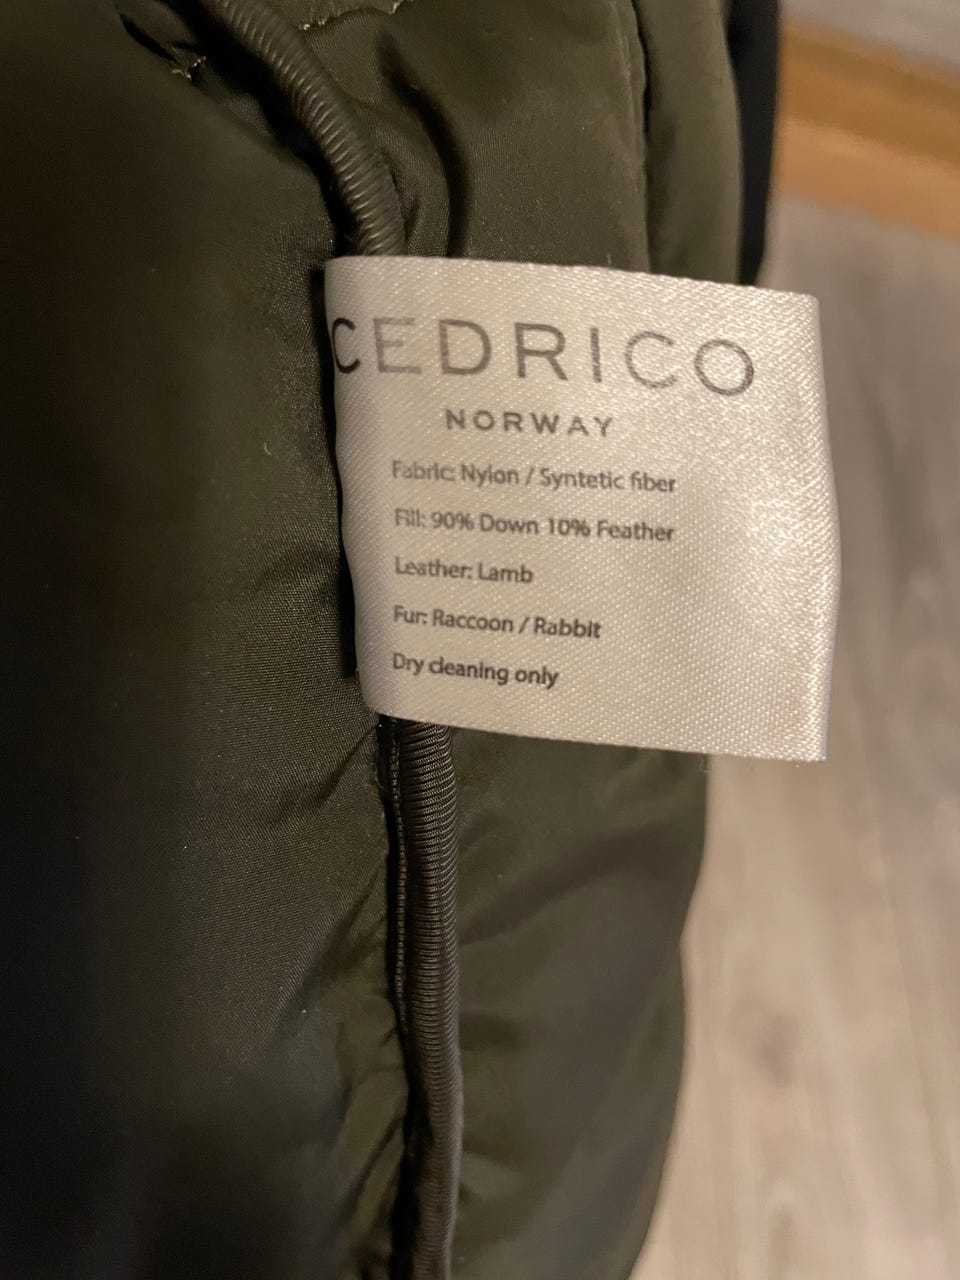 CEDRICO
NORWAY
Fabric: Nylon / Syntetic fiber
Fill: 90% Down 10% Feather
Leather: Lamb
Fur: Raccoon / Rabbit
Dry cleaning only